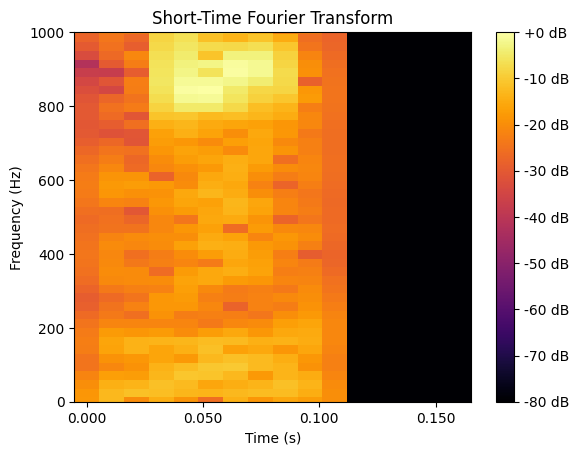 Short-Time Fourier Transform
1000
800
600
400
200
0
Frequency (Hz)
0.000
0.050
0.100
0.150
Time (s)
+0 dB
-10 dB
-20 dB
-30 dB
-40 dB
-50 dB
-60 dB
-70 dB
-80 dB